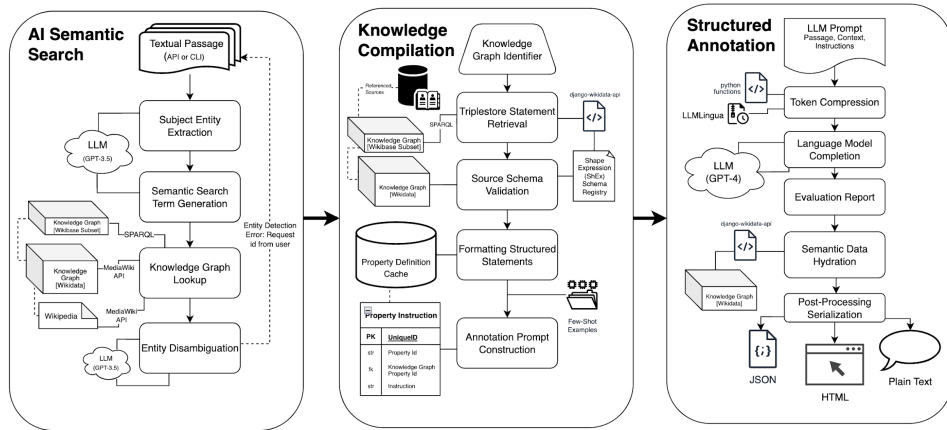 AI Semantic
Search
Textual Passage
(API or CLI)
Subject Entity
Extraction
LLM
(GPT-3.5)
Semantic Search
Term Generation
Knowledge Graph
[Wikibase Subset]
SPARQL
Entity Detection
Error: Request
id from user
Knowledge
Graph
[Wikidata]
MediaWiki
API
Knowledge Graph
Lookup
Wikipedia
MediaWiki
API
Entity Disambiguation
LLM
(GPT-3.5)
Knowledge
Compilation
Knowledge
Graph Identifier
Referenced
Sources
django-wikidata-api
Triplestore Statement
Retrieval
</>
SPARQL
Knowledge Graph
[Wikibase Subset]
Knowledge Graph
[Wikidata]
Source Schema
Validation
Shape
Expression
(ShEx)
Schema
Registry
Property Definition
Cache
Formatting Structured
Statements
Few-Shot
Examples
Property Instruction
PK UniqueID
str Property Id
fk Knowledge Graph
Property Id
str Instruction
Annotation Prompt
Construction
Structured
Annotation
LLM Prompt
Passage, Context,
Instructions
python
functions
</>
LLMLingua
Token Compression
LLM
(GPT-4)
Language Model
Completion
Evaluation Report
django-wikidata-api
</>
Semantic Data
Hydration
Knowledge Graph
[Wikidata]
Post-Processing
Serialization
{;}
JSON
HTML
Plain Text